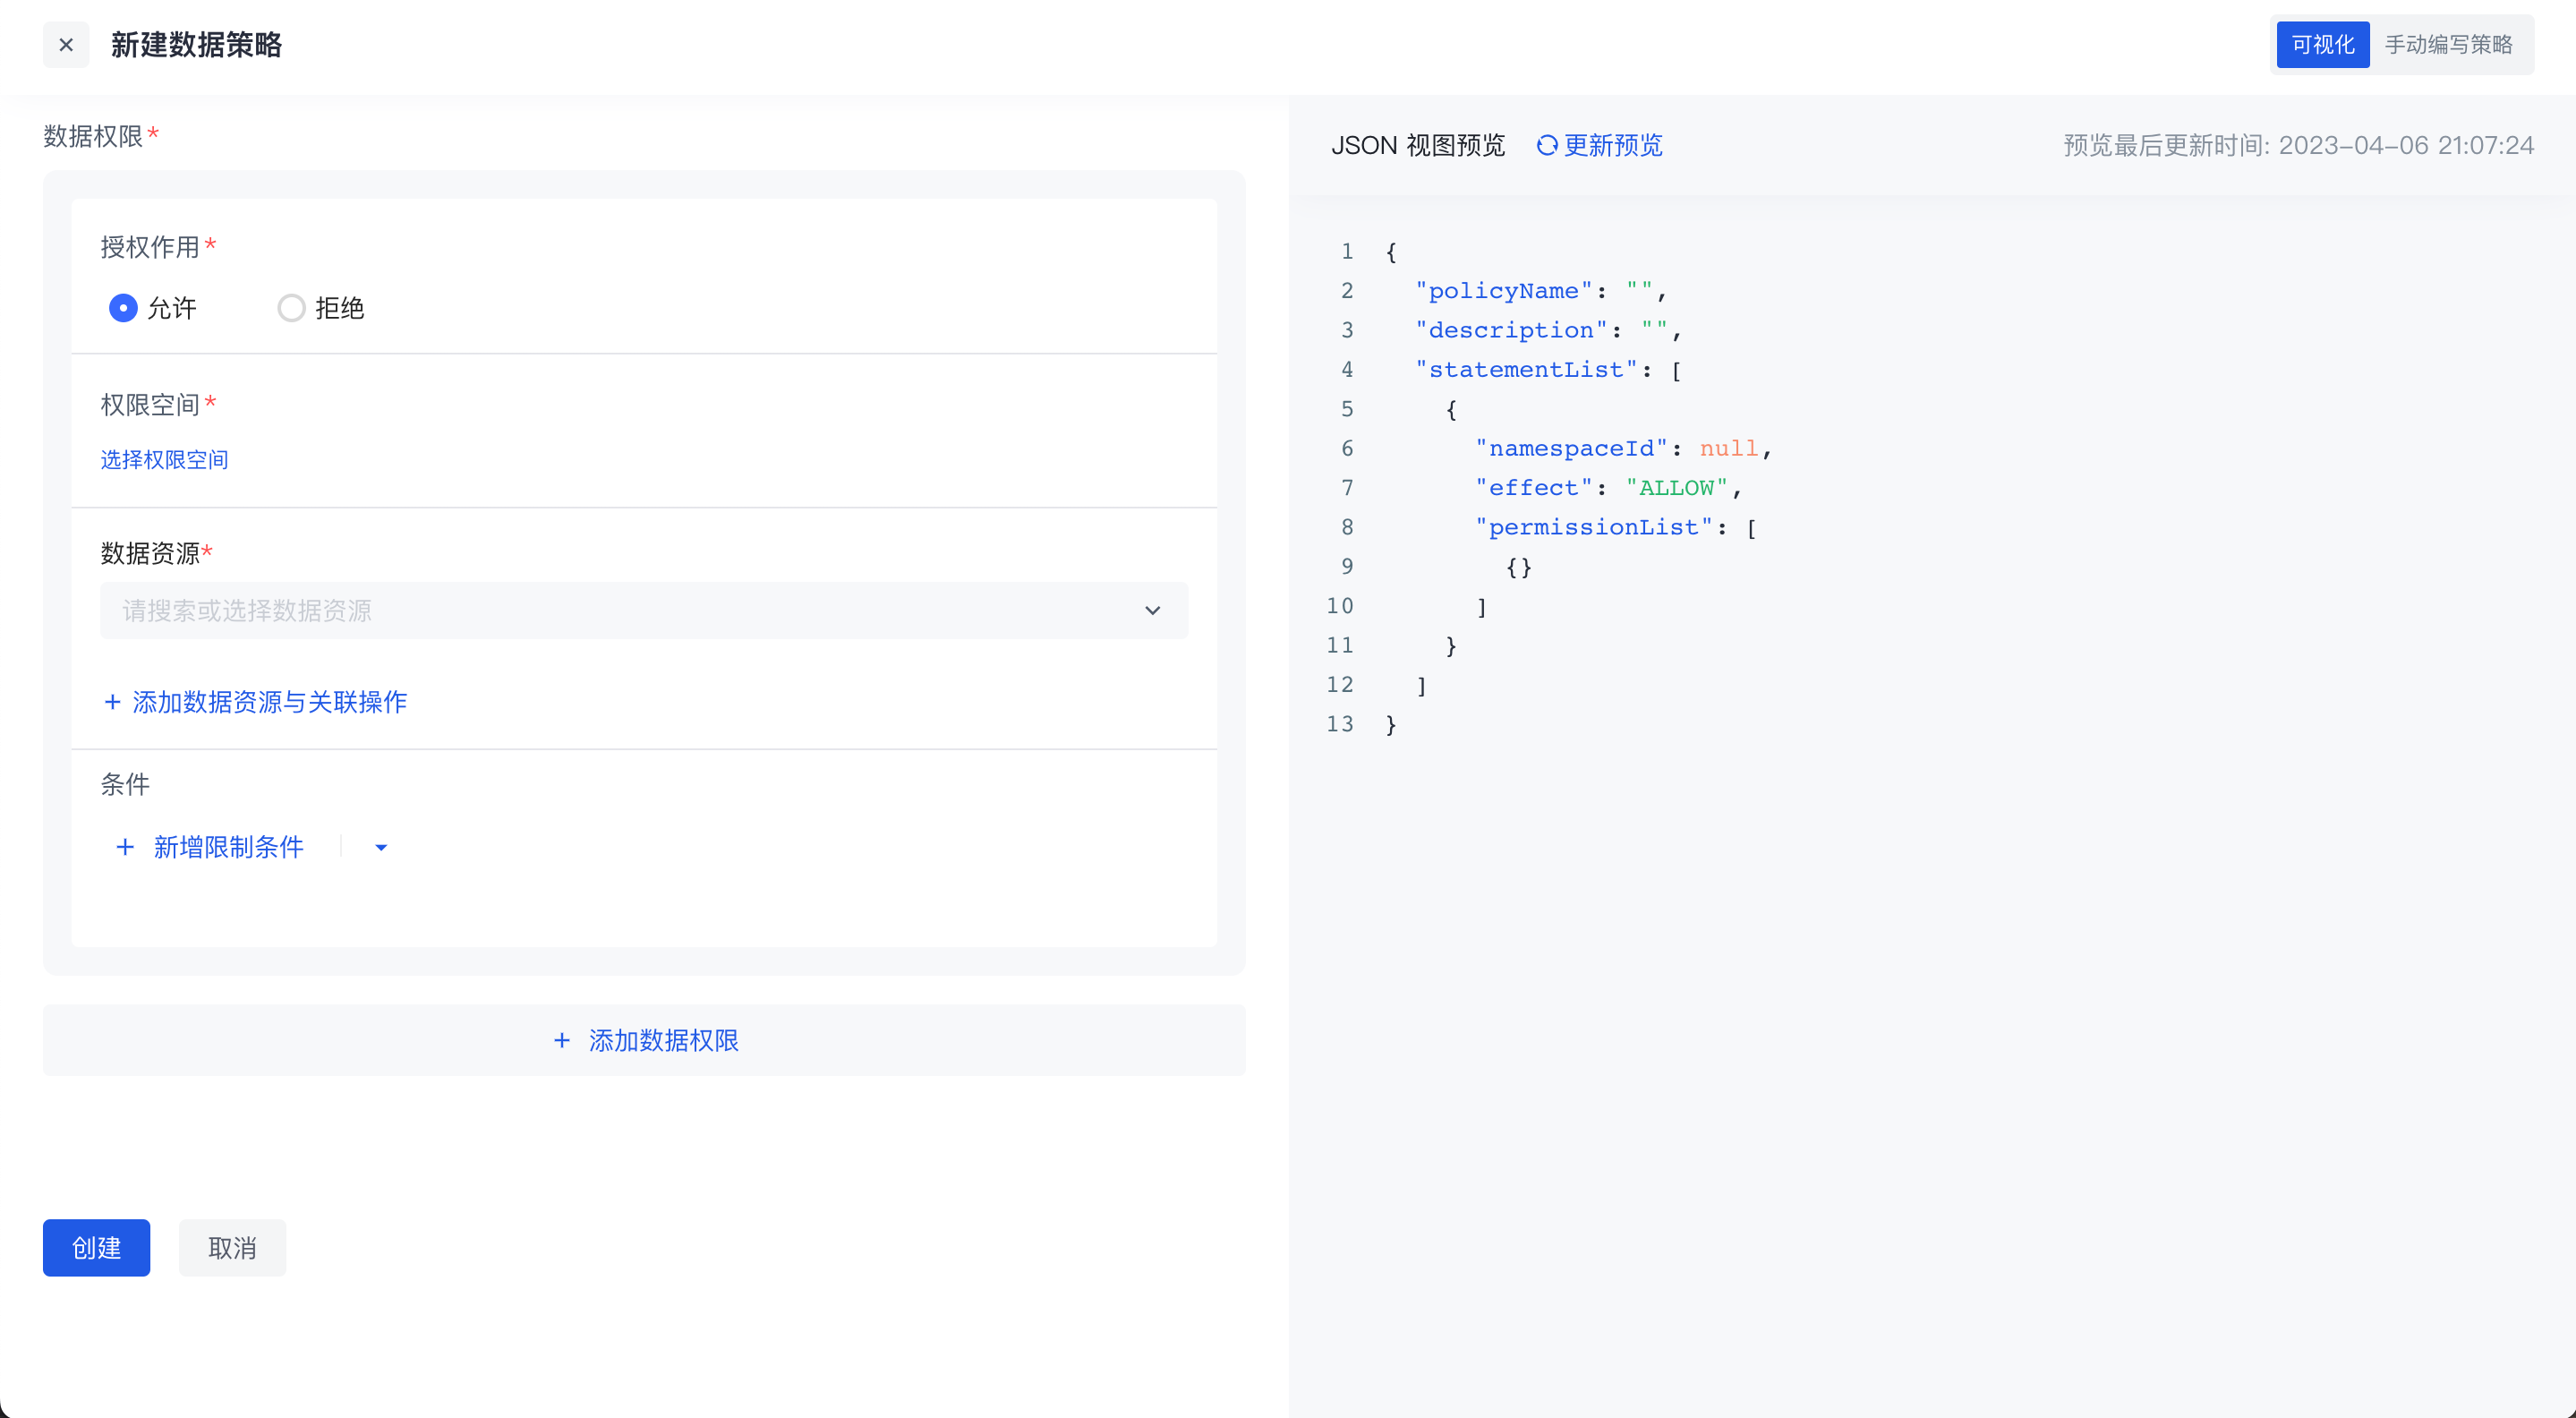 新建数据策略
可视化 手动编写策略
数据权限*
授权作用*
允许 拒绝
权限空间*
选择权限空间
数据资源*
请搜索或选择数据资源
+ 添加数据资源与关联操作
条件
+ 新增限制条件
+ 添加数据权限
创建 取消
JSON 视图预览 更新预览 预览最后更新时间: 2023-04-06 21:07:24
1 {
2 "policyName": "",
3 "description": "",
4 "statementList": [
5 {
6 "namespaceId": null,
7 "effect": "ALLOW",
8 "permissionList": [
9 {}
10 ]
11 }
12 ]
13 }